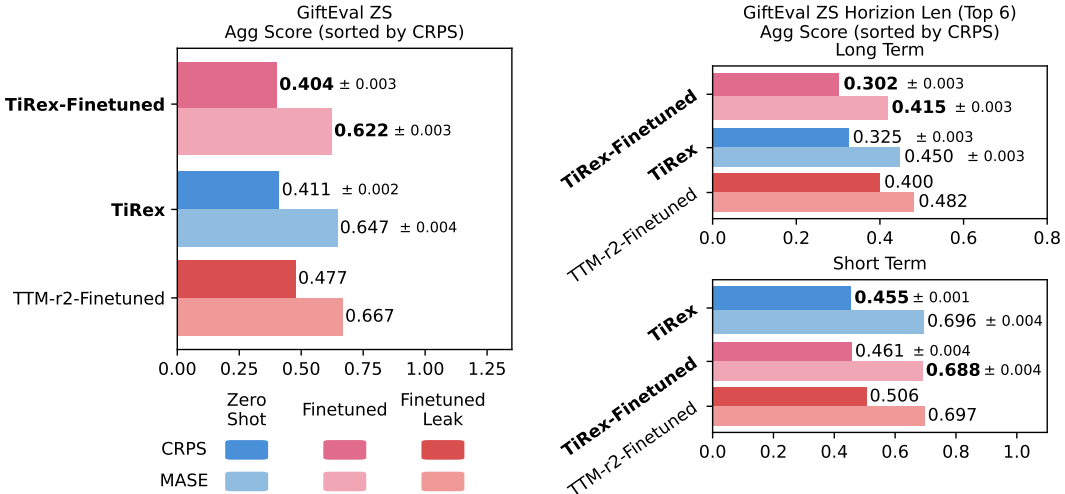 GiftEval ZS
Agg Score (sorted by CRPS)
TiRex-Finetuned
0.404 ± 0.003
0.622 ± 0.003
TiRex
0.411 ± 0.002
0.647 ± 0.004
TTM-r2-Finetuned
0.477
0.667
0.00 0.25 0.50 0.75 1.00 1.25
Zero Shot
Finetuned
Finetuned Leak
CRPS
MASE
GiftEval ZS Horizion Len (Top 6)
Agg Score (sorted by CRPS)
Long Term
TiRex-Finetuned
0.302 ± 0.003
0.415 ± 0.003
TiRex
0.325 ± 0.003
0.450 ± 0.003
TTM-r2-Finetuned
0.400
0.482
0.0 0.2 0.4 0.6 0.8
Short Term
TiRex
0.455 ± 0.001
0.696 ± 0.004
TiRex-Finetuned
0.461 ± 0.004
0.688 ± 0.004
TTM-r2-Finetuned
0.506
0.697
0.0 0.2 0.4 0.6 0.8 1.0